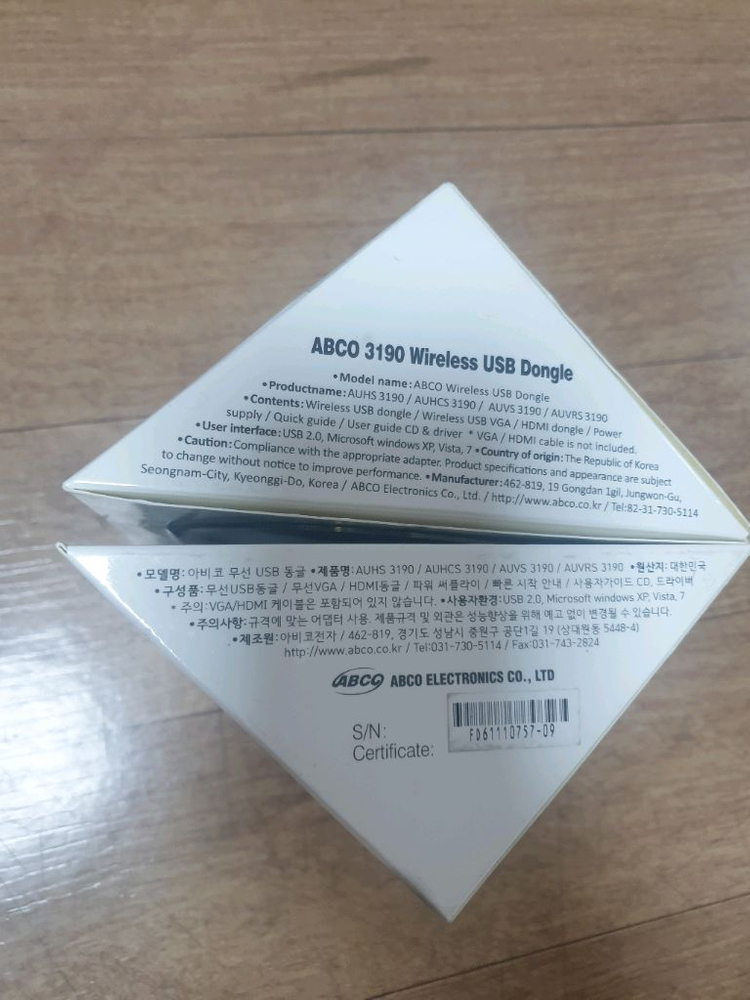 ABCO 3190 Wireless USB Dongle
•Model name:ABCO Wireless USB Dongle
•Productname:AUHS 3190 / AUHCS 3190 / AUVS 3190 / AUVRS 3190
•Contents:Wireless USB dongle / Wireless USB VGA / HDMI dongle / Power
supply / Quick guide / User guide CD & driver * VGA / HDMI cable is not included.
•User interface:USB 2.0, Microsoft windows XP, Vista, 7 •Country of origin:The Republic of Korea
•Caution:Compliance with the appropriate adapter. Product specifications and appearance are subject
to change without notice to improve performance. •Manufacturer:462-819, 19 Gongdan 1gil, Jungwon-Gu,
Seongnam-City, Kyeonggi-Do, Korea / ABCO Electronics Co., Ltd. / http://www.abco.co.kr / Tel:82-31-730-5114
•모델명: 아비코 무선 USB 동글 •제품명:AUHS 3190 / AUHCS 3190 / AUVS 3190 / AUVRS 3190 •원산지: 대한민국
•구성품: 무선USB동글 / 무선VGA / HDMI동글 / 파워 써플라이 / 빠른 시작 안내 / 사용자가이드 CD, 드라이버
* 주의:VGA/HDMI 케이블은 포함되어 있지 않습니다. •사용자환경:USB 2.0, Microsoft windows XP, Vista, 7
•주의사항:규격에 맞는 어댑터 사용. 제품규격 및 외관은 성능향상을 위해 예고 없이 변경될 수 있습니다.
•제조원:아비코전자 / 462-819, 경기도 성남시 중원구 공단1길 19 (상대원동 5448-4)
http://www.abco.co.kr / Tel:031-730-5114 / Fax:031-743-2824
ABCO ABCO ELECTRONICS CO., LTD
S/N:
FD61110757-09
Certificate: